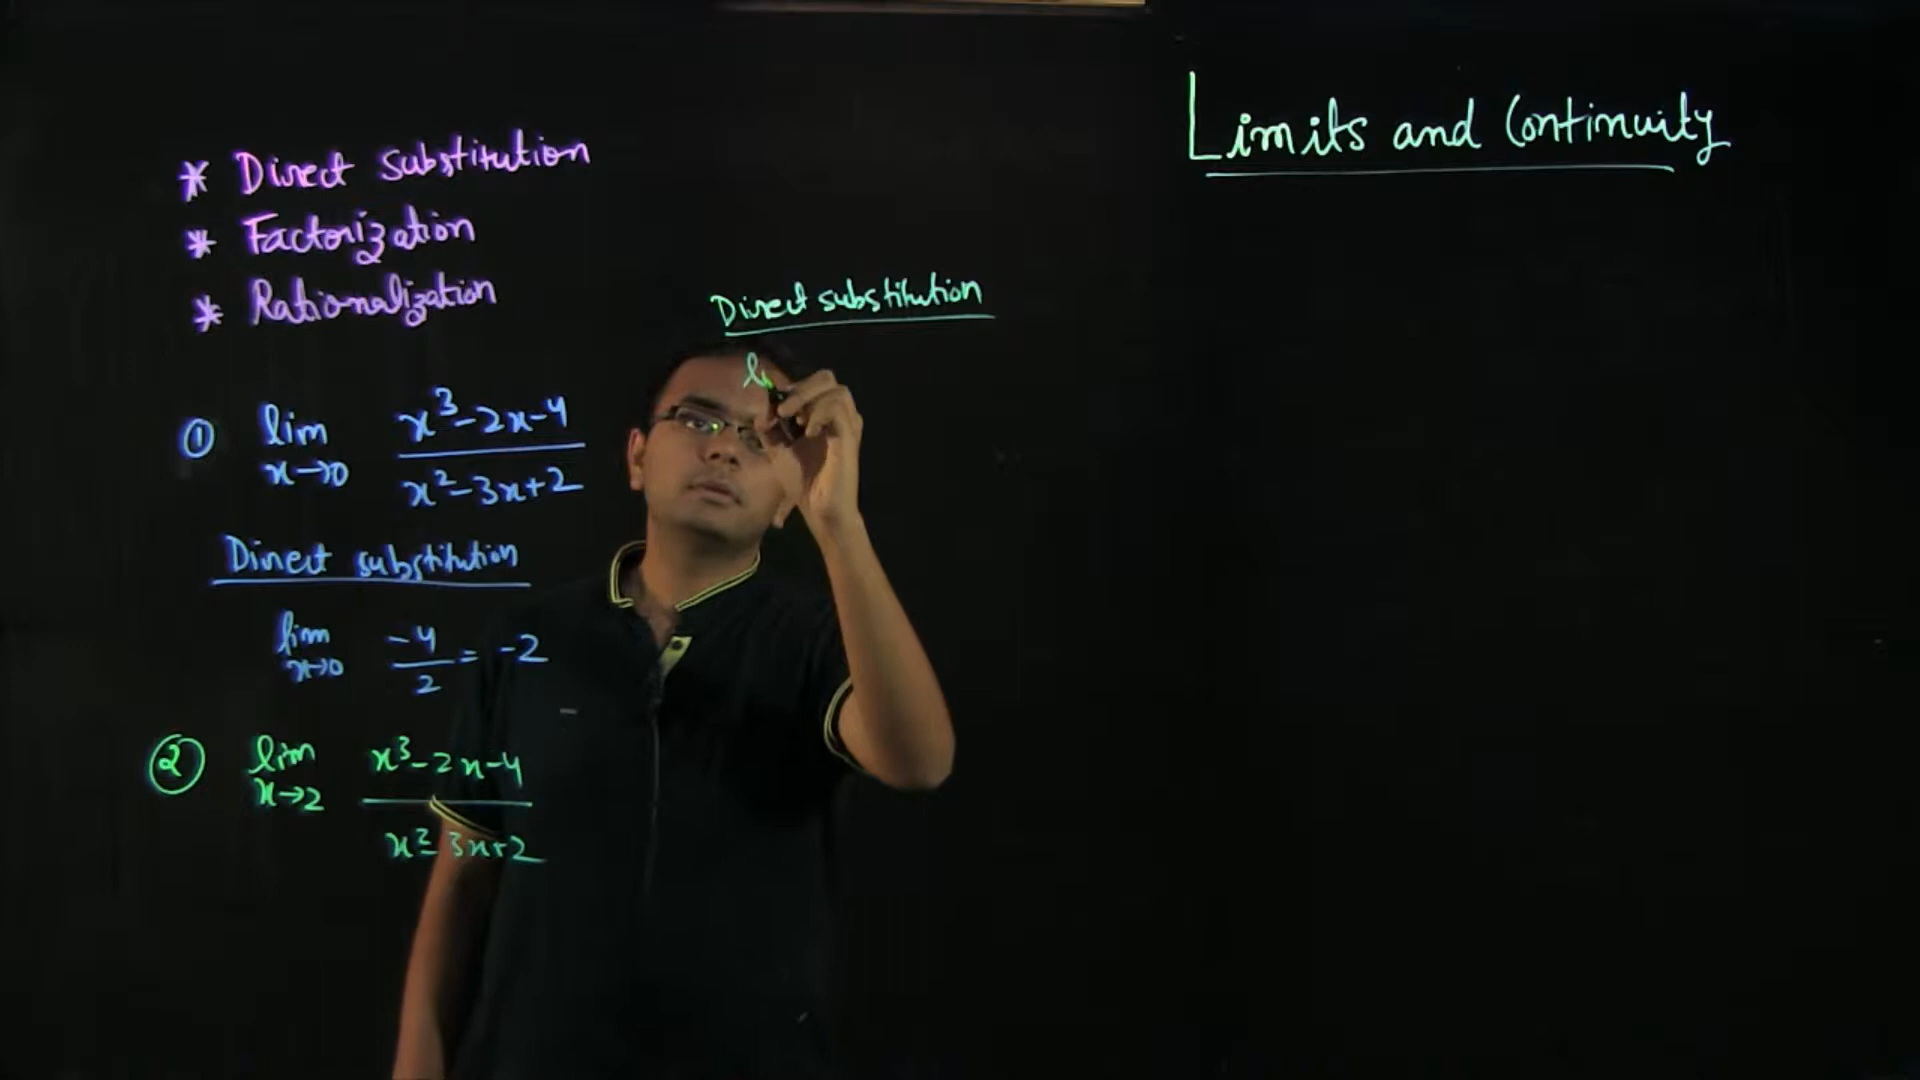 Limits and Continuity
* Direct substitution
* Factorization
* Rationalization
① lim x→0 x³-2x-4 / x²-3x+2
Direct substitution
lim x→0 -4/2 = -2
② lim x→2 x³-2x-4 / x²-3x+2
Direct substitution
li